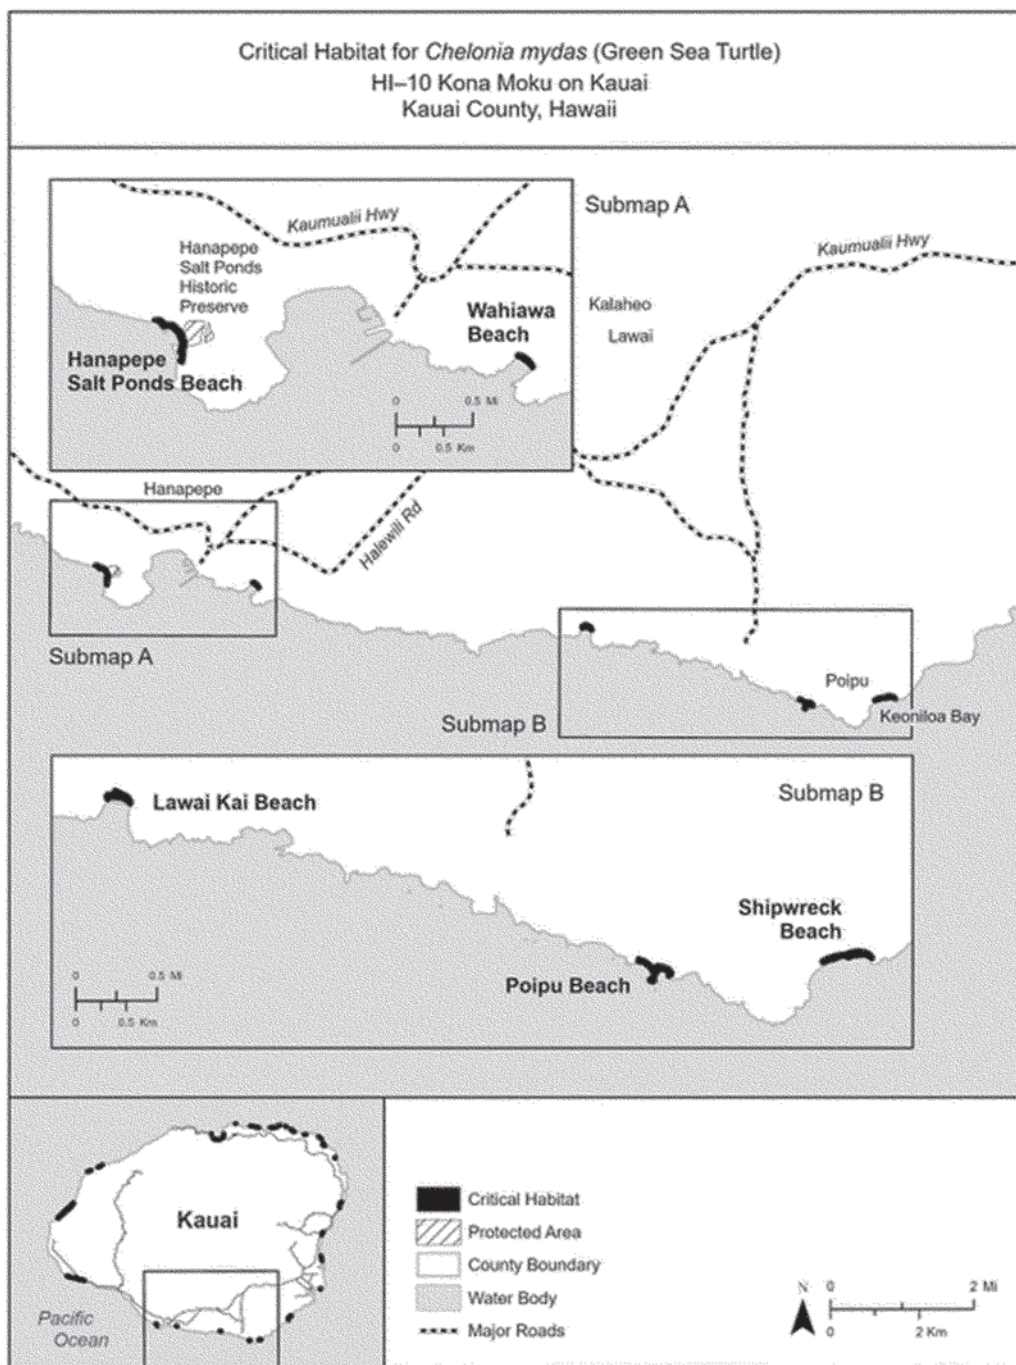 Critical Habitat for Chelonia mydas (Green Sea Turtle)
HI–10 Kona Moku on Kauai
Kauai County, Hawaii
Submap A
Kaumualii Hwy
Hanapepe
Salt Ponds
Historic
Preserve
Wahiawa
Beach
Hanapepe
Salt Ponds Beach
0 0.5 Mi
0 0.5 Km
Kaumualii Hwy
Kalaheo
Lawai
Hanapepe
Halewili Rd
Submap A
Poipu
Keoniloa Bay
Submap B
Submap B
Lawai Kai Beach
Shipwreck
Beach
Poipu Beach
0 0.5 Mi
0 0.5 Km
Kauai
Pacific
Ocean
Critical Habitat
Protected Area
County Boundary
Water Body
Major Roads
N
0 2 Mi
0 2 Km